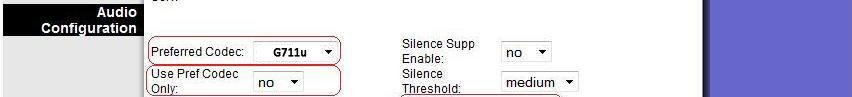 Audio
Configuration
Preferred Codec: G711u
Silence Supp
Enable: no
Use Pref Codec
Only: no
Silence
Threshold: medium